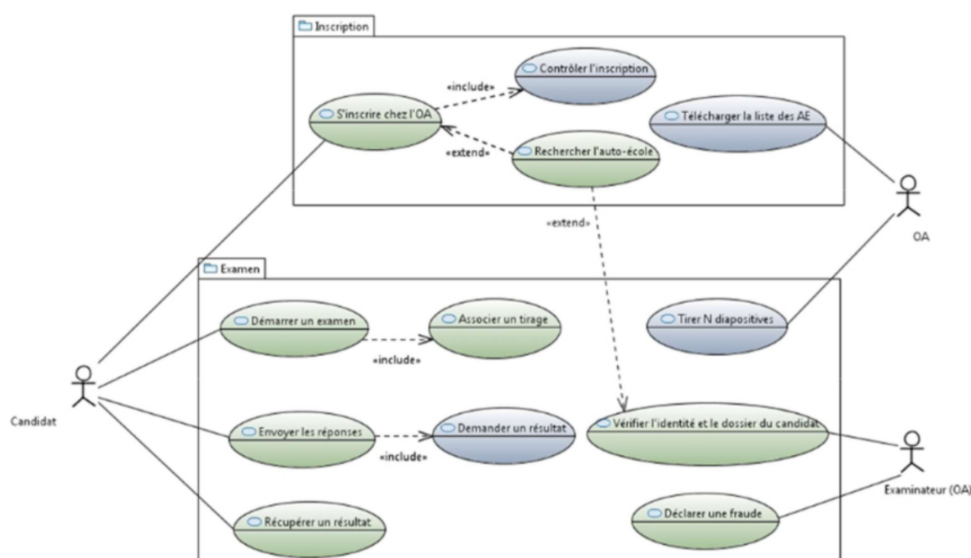 Inscription
Contrôler l'inscription
«include»
S'inscrire chez l'OA
Télécharger la liste des AE
«extend»
Rechercher l'auto-école
«extend»
OA
Examen
Démarrer un examen
Associer un tirage
Tirer N diapositives
«include»
Candidat
Envoyer les réponses
Demander un résultat
Vérifier l'identité et le dossier du candidat
«include»
Examinateur (OA)
Récupérer un résultat
Déclarer une fraude